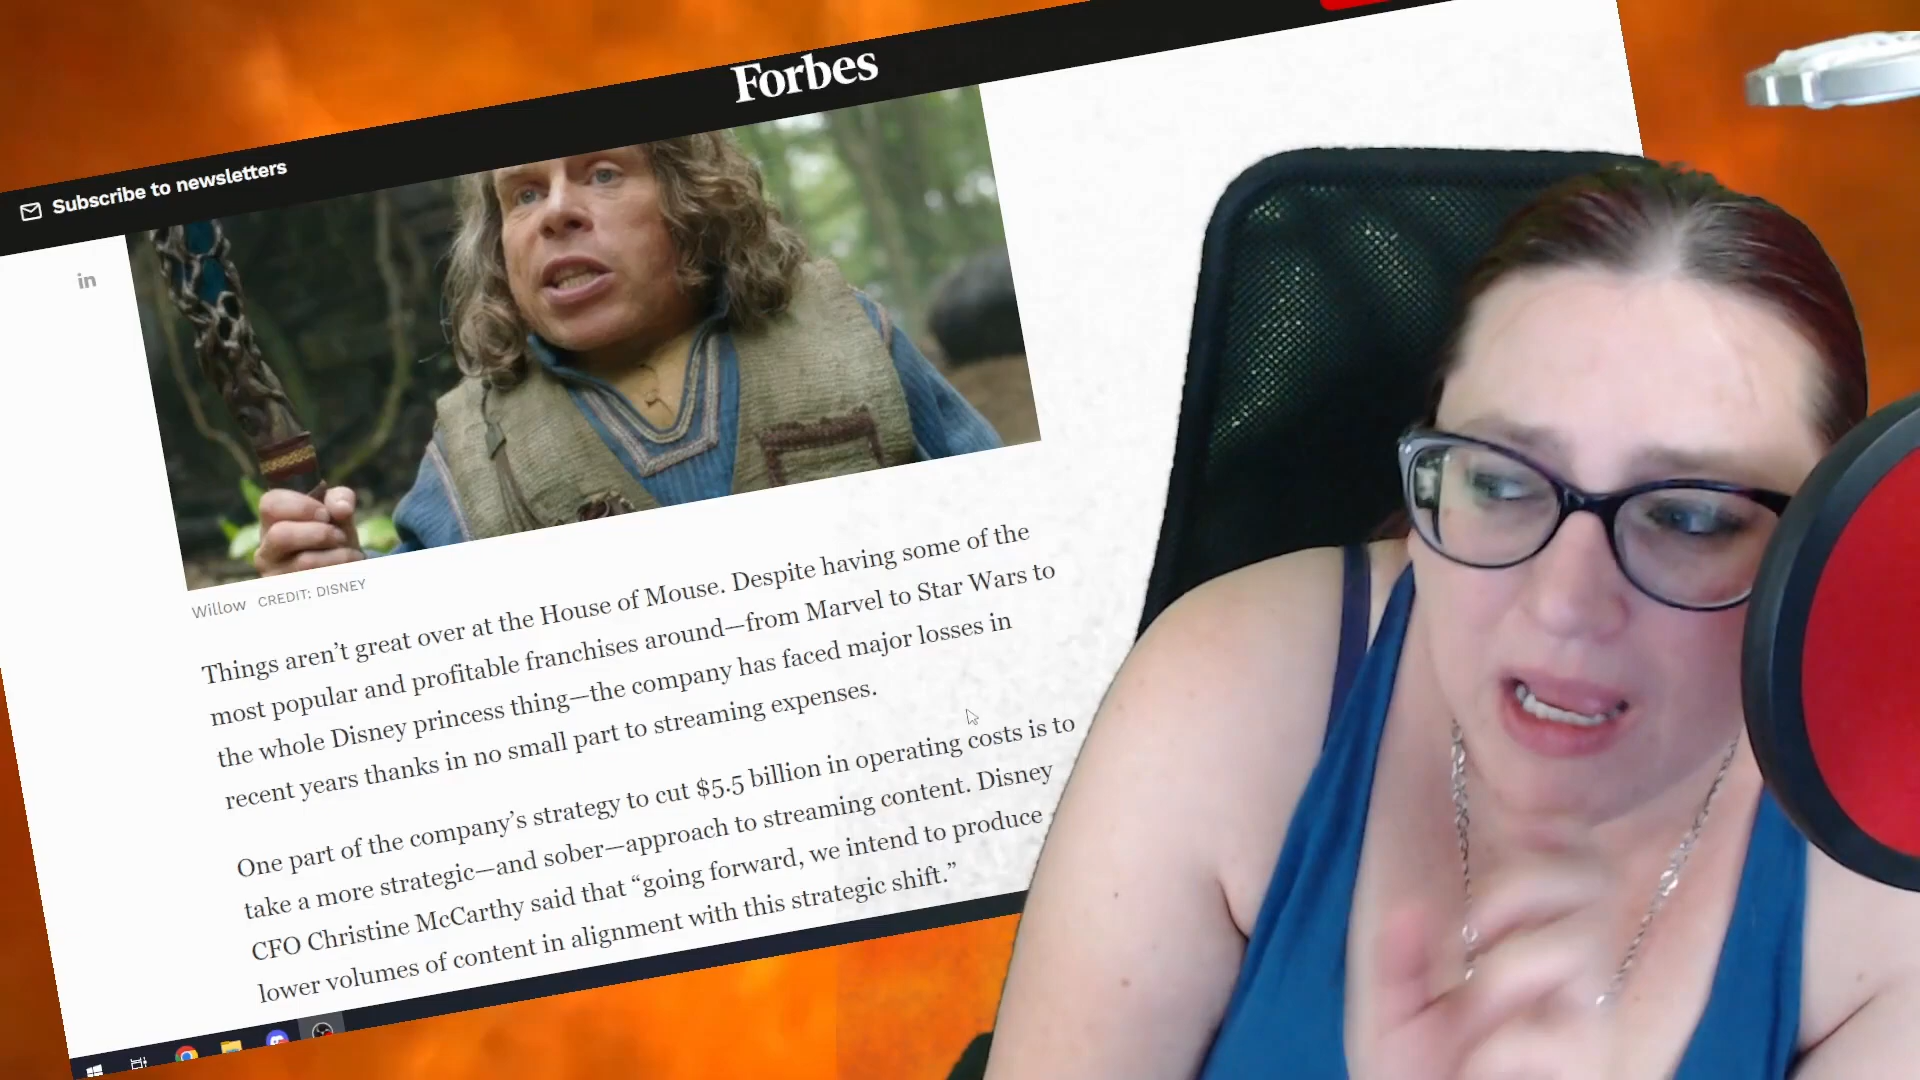 Forbes
Subscribe to newsletters
in
Willow CREDIT: DISNEY
Things aren’t great over at the House of Mouse. Despite having some of the
most popular and profitable franchises around—from Marvel to Star Wars to
the whole Disney princess thing—the company has faced major losses in
recent years thanks in no small part to streaming expenses.
One part of the company’s strategy to cut $5.5 billion in operating costs is to
take a more strategic—and sober—approach to streaming content. Disney
CFO Christine McCarthy said that “going forward, we intend to produce
lower volumes of content in alignment with this strategic shift.”